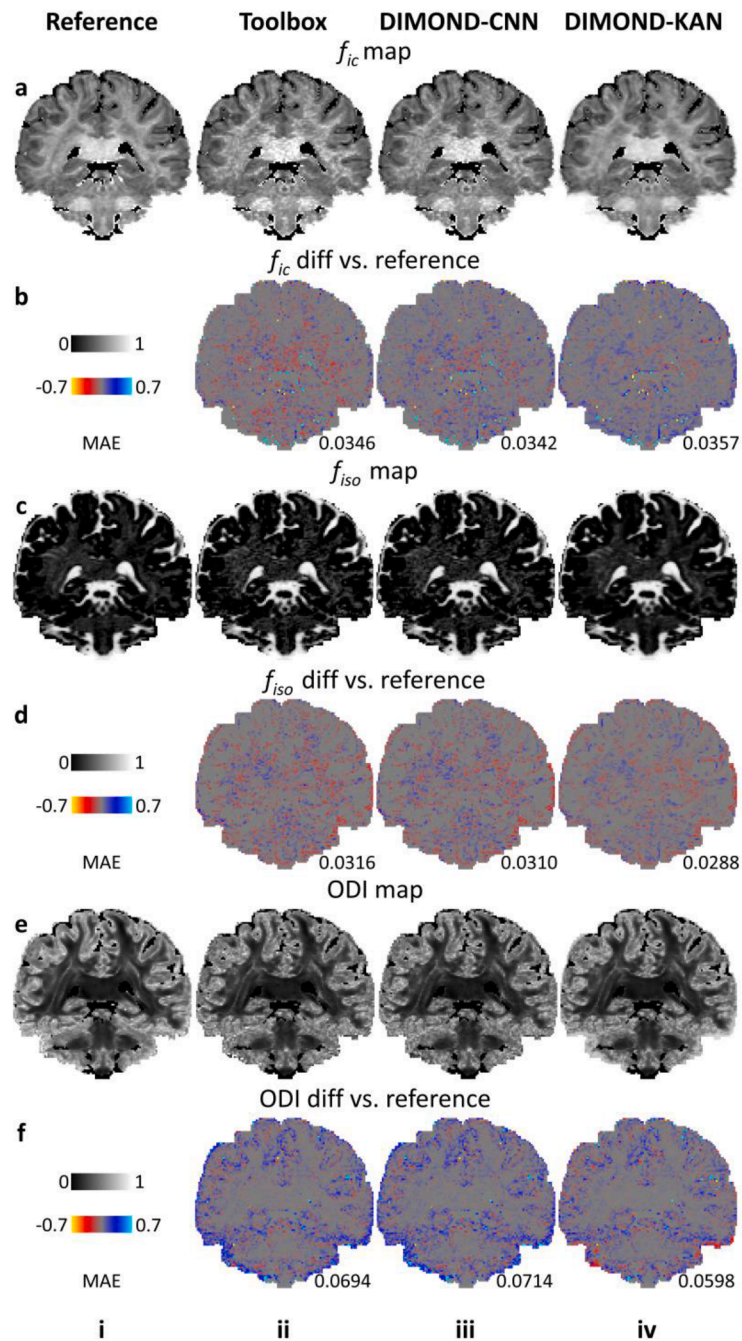 Reference Toolbox DIMOND-CNN DIMOND-KAN
fic map
a
fic diff vs. reference
b
0 1
-0.7 0.7
MAE 0.0346 0.0342 0.0357
fiso map
c
fiso diff vs. reference
d
0 1
-0.7 0.7
MAE 0.0316 0.0310 0.0288
ODI map
e
ODI diff vs. reference
f
0 1
-0.7 0.7
MAE 0.0694 0.0714 0.0598
i ii iii iv